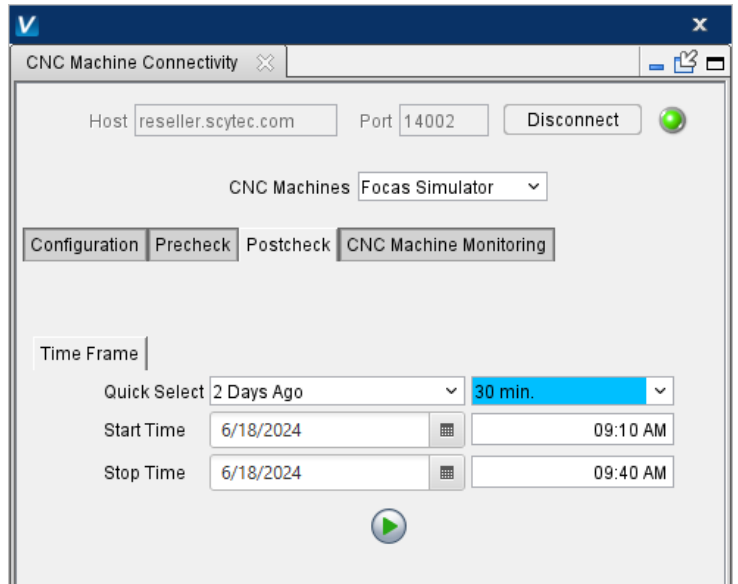 CNC Machine Connectivity
Host reseller.scytec.com Port 14002 Disconnect
CNC Machines Focas Simulator
Configuration Precheck Postcheck CNC Machine Monitoring
Time Frame
Quick Select 2 Days Ago 30 min.
Start Time 6/18/2024 09:10 AM
Stop Time 6/18/2024 09:40 AM